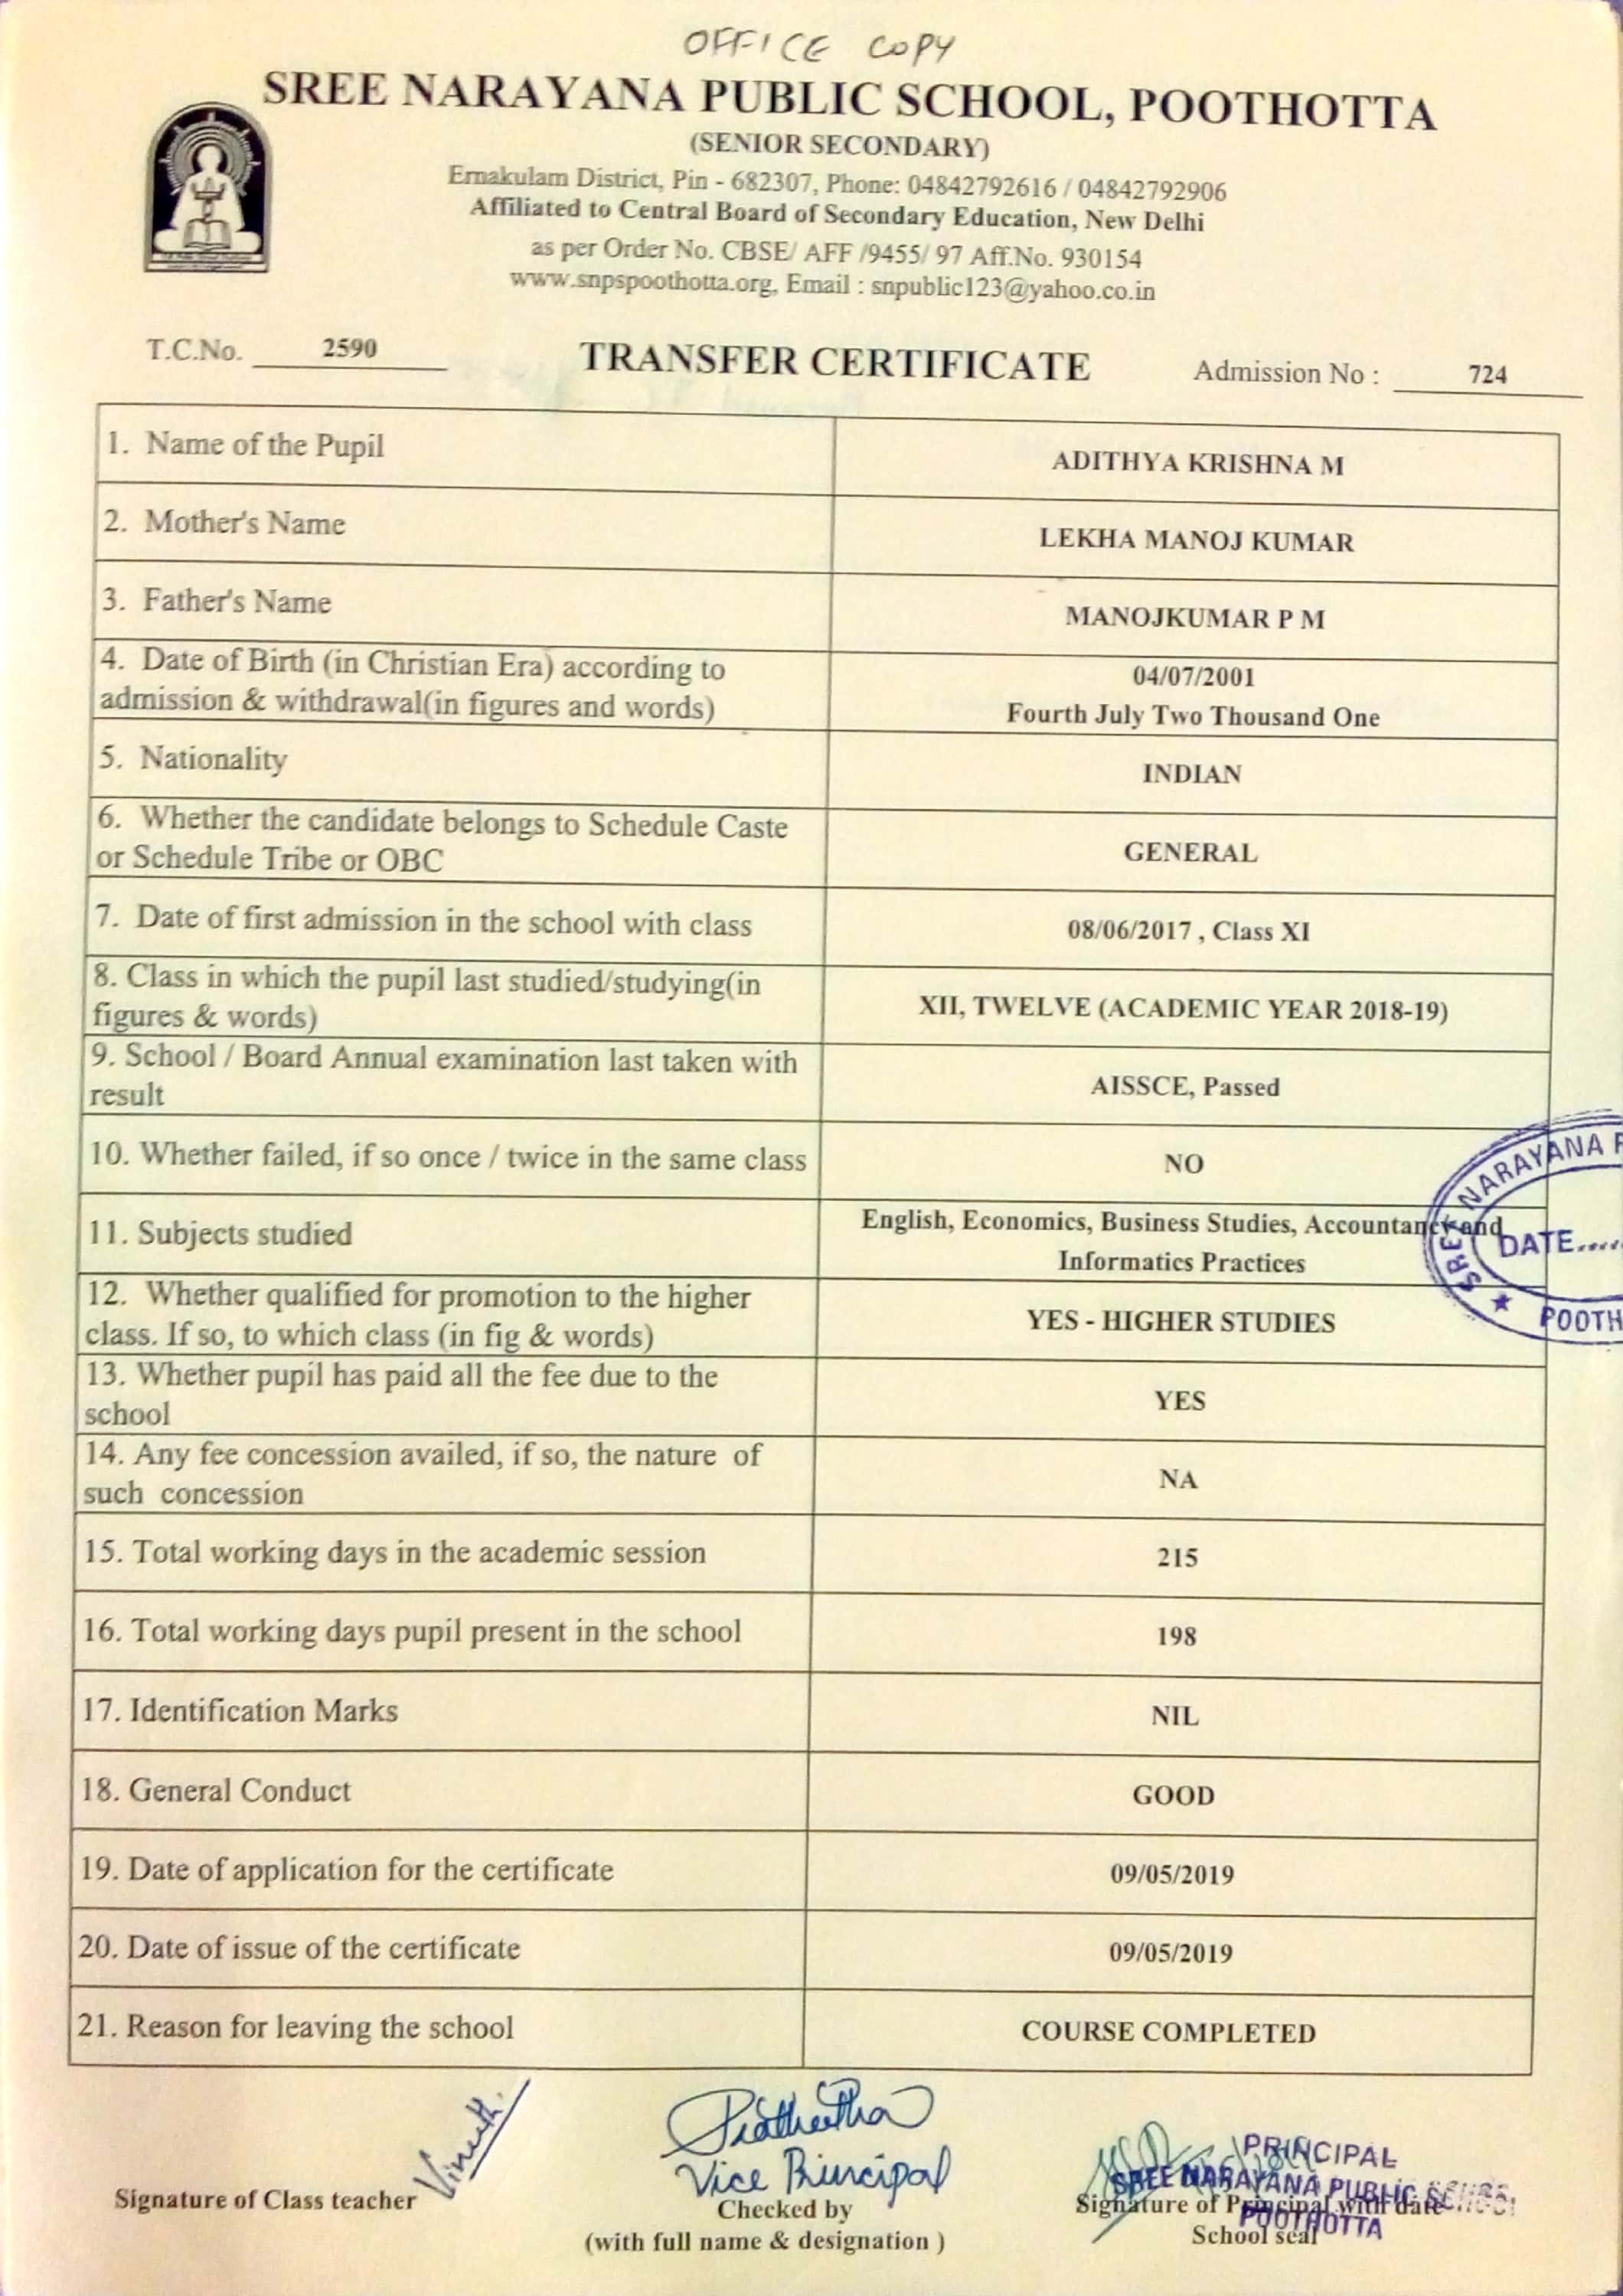 OFFICE COPY
SREE NARAYANA PUBLIC SCHOOL, POOTHOTTA
(SENIOR SECONDARY)
Ernakulam District, Pin - 682307, Phone: 04842792616 / 04842792906
Affiliated to Central Board of Secondary Education, New Delhi
as per Order No. CBSE/ AFF /9455/ 97 Aff.No. 930154
www.snpspoothotta.org, Email : snpublic123@yahoo.co.in
T.C.No. 2590 TRANSFER CERTIFICATE Admission No : 724
1. Name of the Pupil ADITHYA KRISHNA M
2. Mother's Name LEKHA MANOJ KUMAR
3. Father's Name MANOJKUMAR P M
4. Date of Birth (in Christian Era) according to 04/07/2001
admission & withdrawal(in figures and words) Fourth July Two Thousand One
5. Nationality INDIAN
6. Whether the candidate belongs to Schedule Caste
or Schedule Tribe or OBC GENERAL
7. Date of first admission in the school with class 08/06/2017 , Class XI
8. Class in which the pupil last studied/studying(in
figures & words) XII, TWELVE (ACADEMIC YEAR 2018-19)
9. School / Board Annual examination last taken with
result AISSCE, Passed
10. Whether failed, if so once / twice in the same class NO
11. Subjects studied English, Economics, Business Studies, Accountancy and
Informatics Practices
SREE NARAYANA P
DATE......
★ POOTH
12. Whether qualified for promotion to the higher
class. If so, to which class (in fig & words) YES - HIGHER STUDIES
13. Whether pupil has paid all the fee due to the
school YES
14. Any fee concession availed, if so, the nature of
such concession NA
15. Total working days in the academic session 215
16. Total working days pupil present in the school 198
17. Identification Marks NIL
18. General Conduct GOOD
19. Date of application for the certificate 09/05/2019
20. Date of issue of the certificate 09/05/2019
21. Reason for leaving the school COURSE COMPLETED
Vice Principal
PRINCIPAL
SREE NARAYANA PUBLIC SCHOOL
POOTHOTTA
Signature of Class teacher
Checked by
(with full name & designation )
Signature of Principal with date
School seal